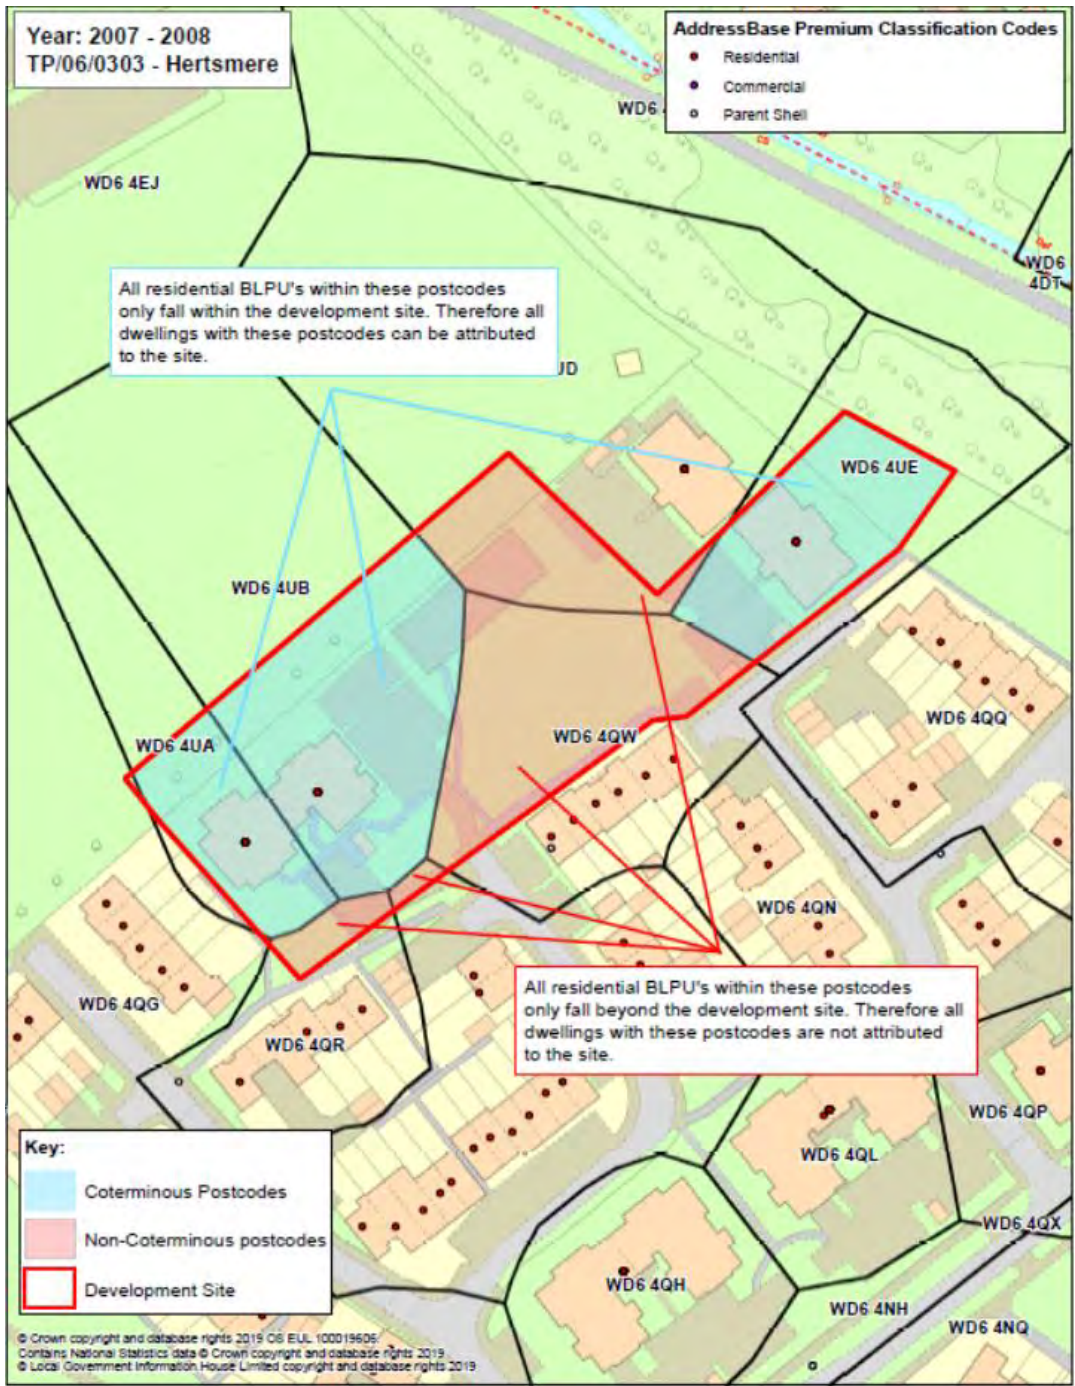 Year: 2007 - 2008
TP/06/0303 - Hertsmere
AddressBase Premium Classification Codes
Residential
Commercial
Parent Shell
WD6
WD6 4EJ
WD6
4DT
All residential BLPU's within these postcodes
only fall within the development site. Therefore all
dwellings with these postcodes can be attributed
to the site.
UD
WD6 4UE
WD6 4UB
WD6 4UA
WD6 4QW
WD6 4QQ
WD6 4QN
WD6 4QG
WD6 4QR
All residential BLPU's within these postcodes
only fall beyond the development site. Therefore all
dwellings with these postcodes are not attributed
to the site.
WD6 4QP
WD6 4QL
WD6 4QX
WD6 4QH
WD6 4NH
WD6 4NQ
Key:
Coterminous Postcodes
Non-Coterminous postcodes
Development Site
© Crown copyright and database rights 2019 OS EUL 100019606.
Contains National Statistics data © Crown copyright and database rights 2019
© Local Government Information House Limited copyright and database rights 2019